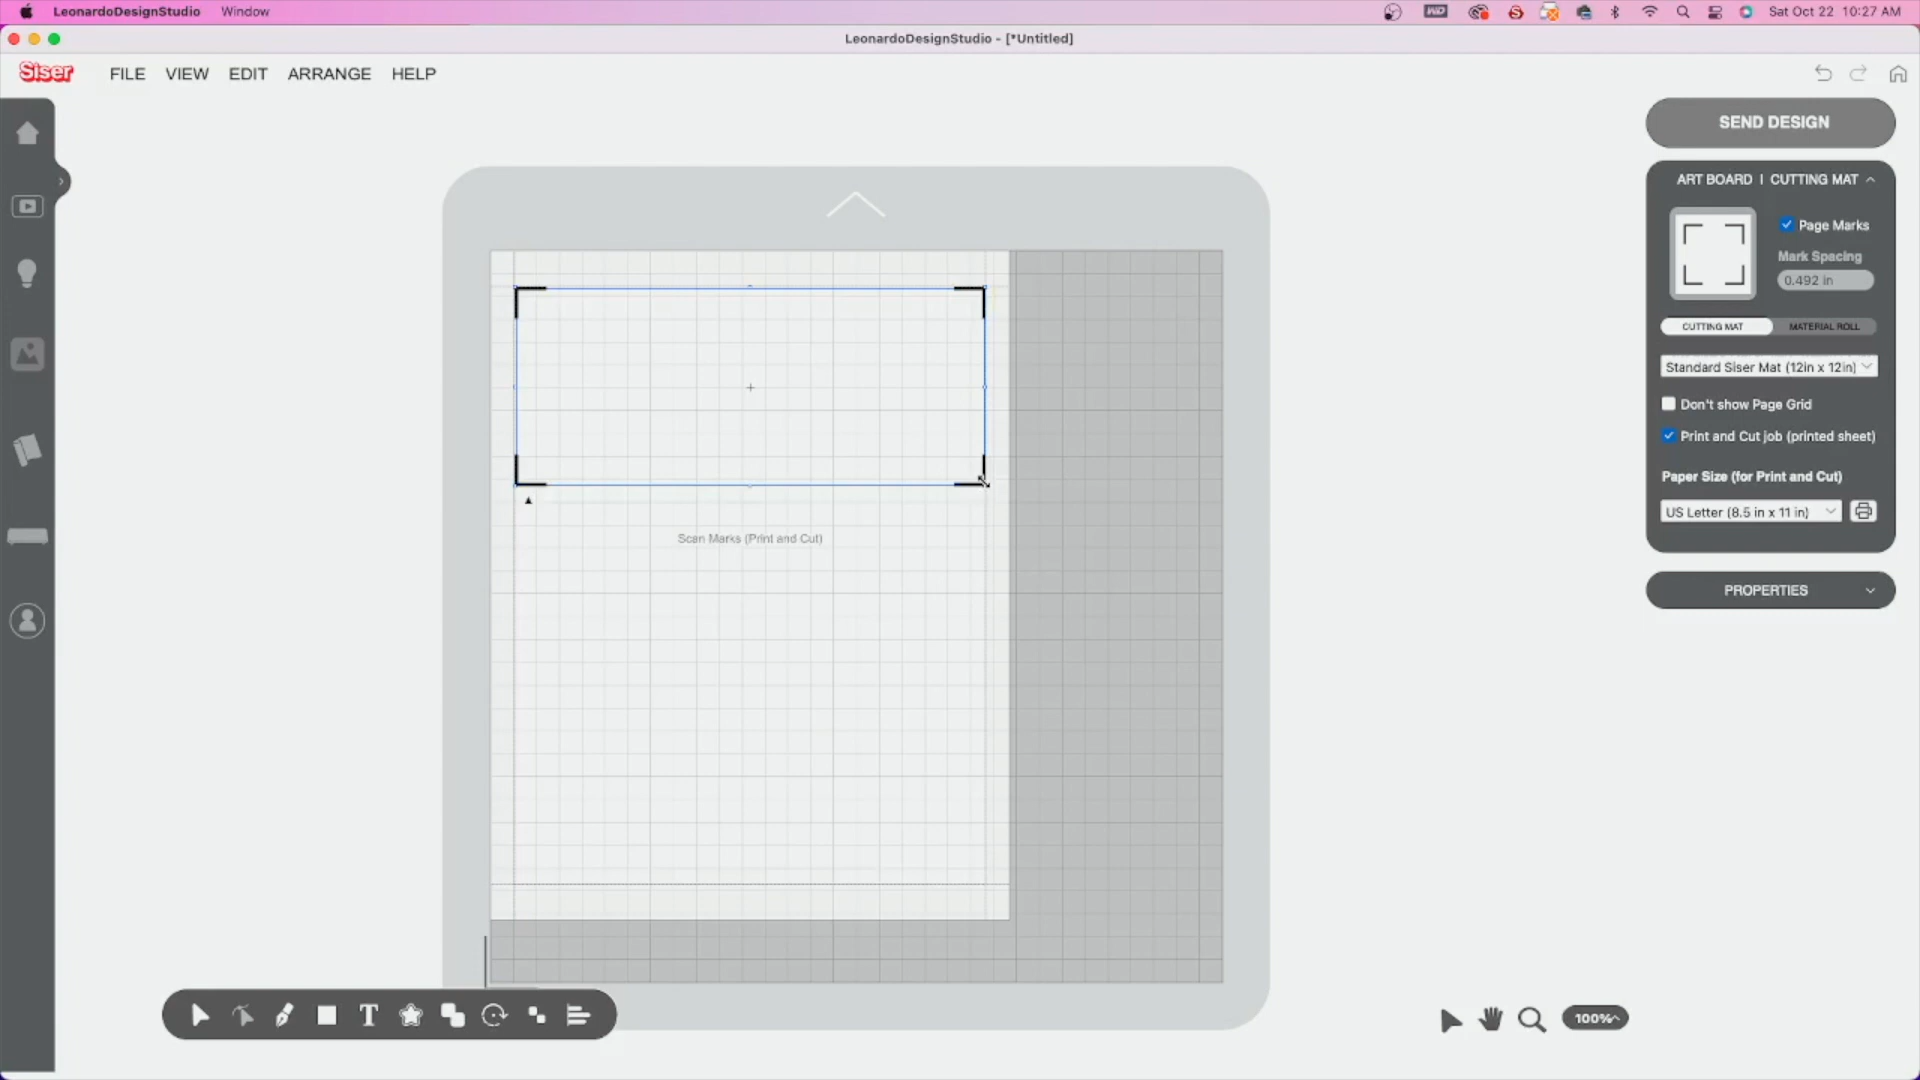 LeonardoDesignStudio Window Sat Oct 22 10:27 AM
LeonardoDesignStudio - [*Untitled]
Siser FILE VIEW EDIT ARRANGE HELP
SEND DESIGN
ART BOARD | CUTTING MAT
Page Marks
Mark Spacing
0.492 in
CUTTING MAT MATERIAL ROLL
Standard Siser Mat (12in x 12in)
Don't show Page Grid
Print and Cut job (printed sheet)
Paper Size (for Print and Cut)
US Letter (8.5 in x 11 in)
Scan Marks (Print and Cut)
PROPERTIES
T
100%